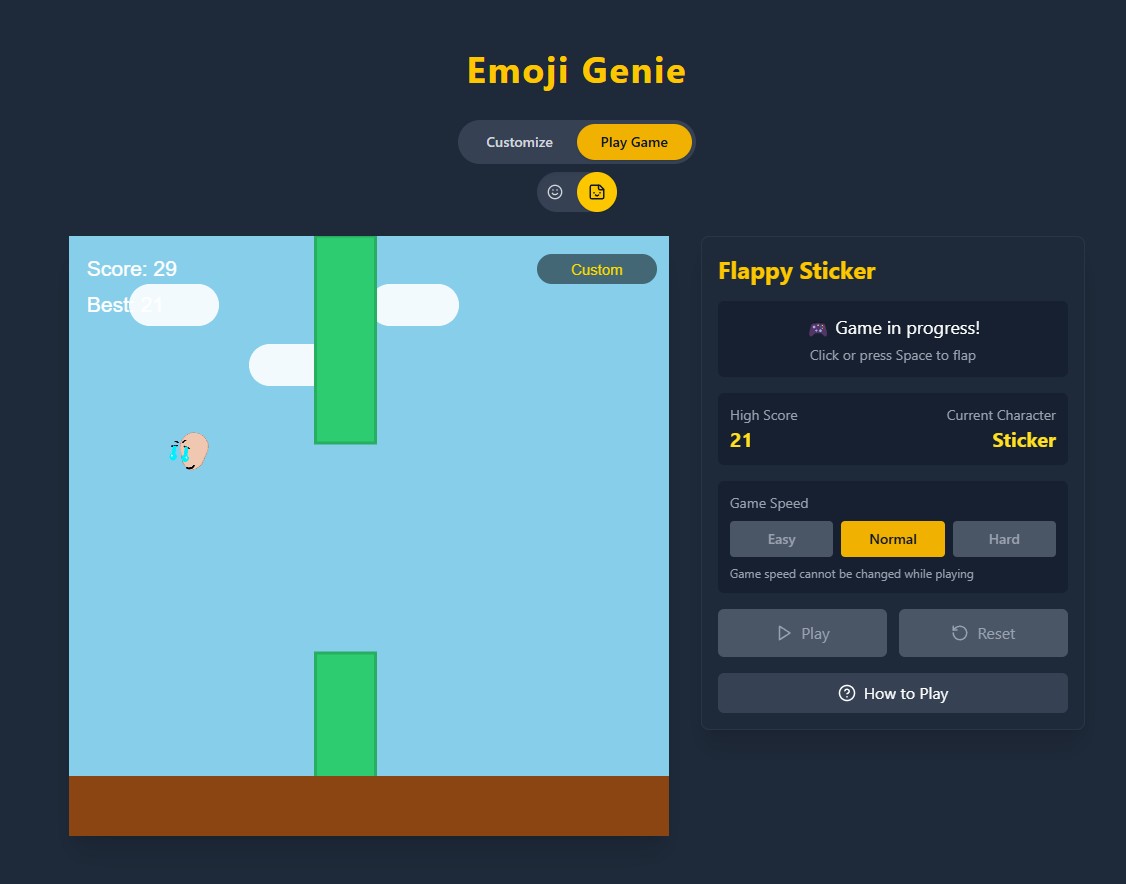 Emoji Genie
Customize
Play Game
Score: 29
Best: 21
Custom
Flappy Sticker
🎮 Game in progress!
Click or press Space to flap
High Score
21
Current Character
Sticker
Game Speed
Easy
Normal
Hard
Game speed cannot be changed while playing
Play
Reset
How to Play